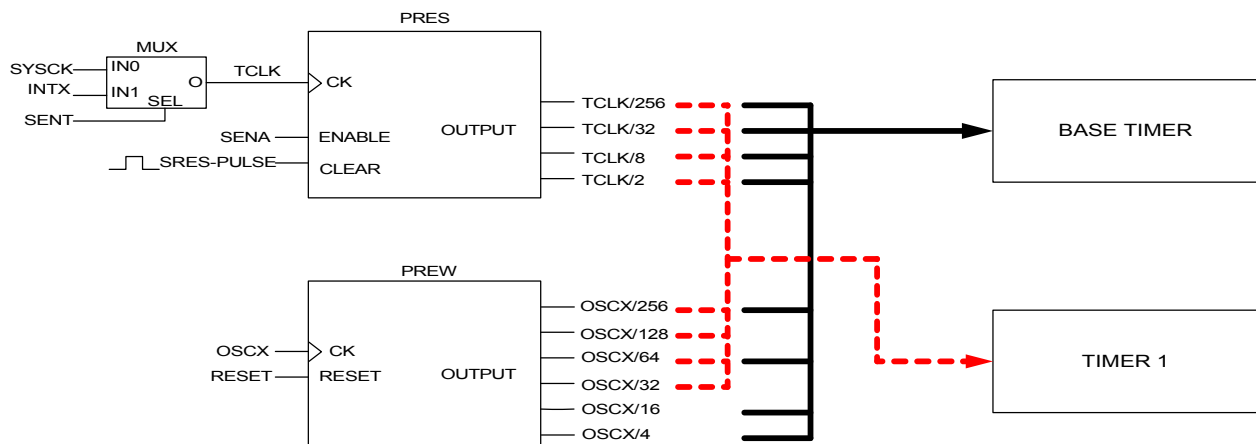 PRES
MUX
SYSCK
IN0
INTX
IN1
O
TCLK
SEL
SENT
CK
SENA
ENABLE
SRES-PULSE
CLEAR
OUTPUT
TCLK/256
TCLK/32
TCLK/8
TCLK/2
BASE TIMER
PREW
OSCX
CK
RESET
RESET
OUTPUT
OSCX/256
OSCX/128
OSCX/64
OSCX/32
OSCX/16
OSCX/4
TIMER 1